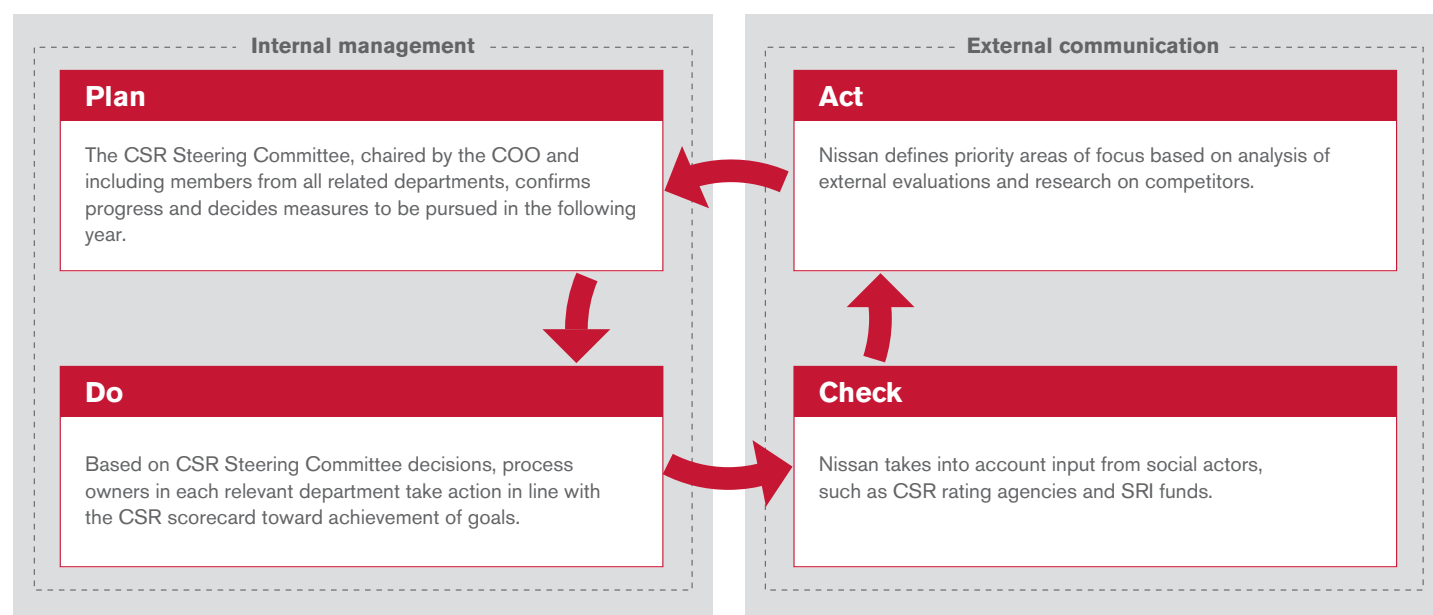 Internal management
Plan
The CSR Steering Committee, chaired by the COO and
including members from all related departments, confirms
progress and decides measures to be pursued in the following
year.
Do
Based on CSR Steering Committee decisions, process
owners in each relevant department take action in line with
the CSR scorecard toward achievement of goals.
External communication
Act
Nissan defines priority areas of focus based on analysis of
external evaluations and research on competitors.
Check
Nissan takes into account input from social actors,
such as CSR rating agencies and SRI funds.